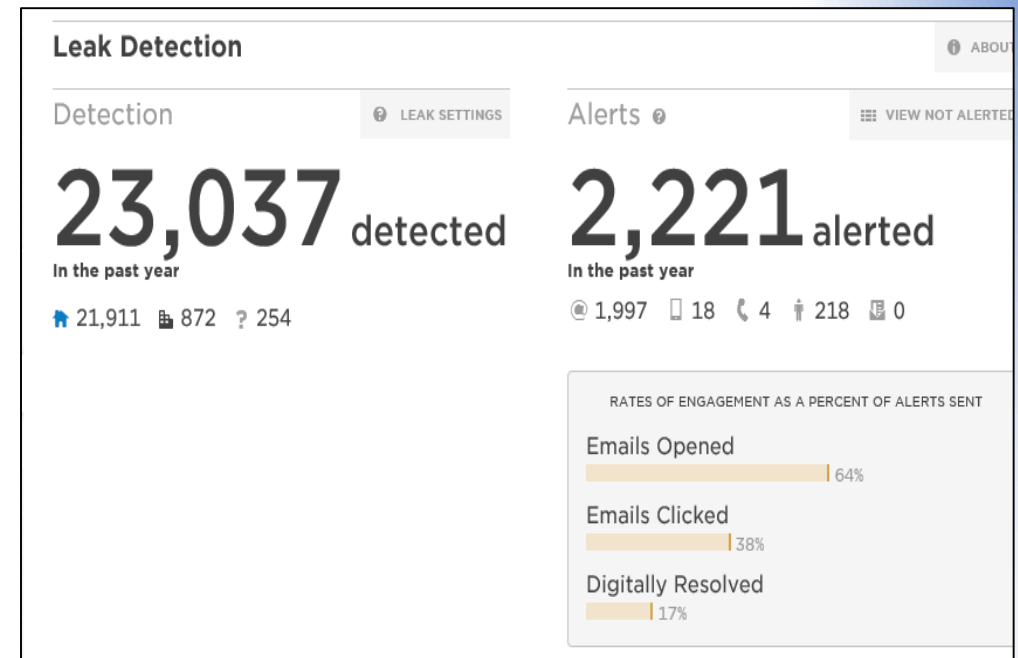 Leak Detection
ABOUT
Detection
LEAK SETTINGS
Alerts
VIEW NOT ALERTED
23,037 detected
In the past year
21,911 872 ? 254
2,221 alerted
In the past year
1,997 18 4 218 0
RATES OF ENGAGEMENT AS A PERCENT OF ALERTS SENT
Emails Opened
64%
Emails Clicked
38%
Digitally Resolved
17%